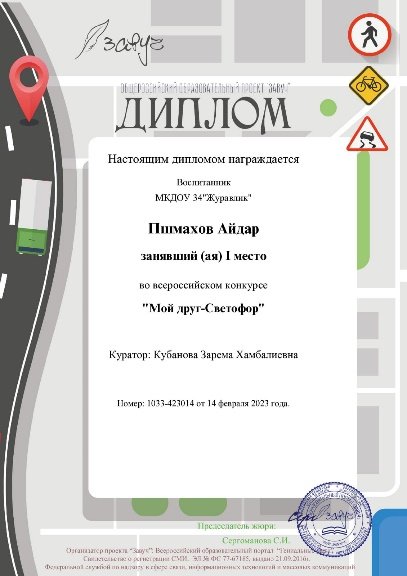 Завуч
ОБЩЕРОССИЙСКИЙ ОБРАЗОВАТЕЛЬНЫЙ ПРОЕКТ "ЗАВУЧ"
ДИПЛОМ
Настоящим дипломом награждается
Воспитанник
МКДОУ 34"Журавлик"
Пшмахов Айдар
занявший (ая) I место
во всероссийском конкурсе
"Мой друг-Светофор"
Куратор: Кубанова Зарема Хамбалиевна
Номер: 1033-423014 от 14 февраля 2023 года.
Председатель жюри:
Сергоманова С.И.
Организатор проекта "Завуч": Всероссийский образовательный портал "Гениальн
Свидетельство о регистрации СМИ: ЭЛ № ФС 77-67185, выдано 21.09.2016г.
Федеральной службой по надзору в сфере связи, информационных технологий и массовых коммуникаций